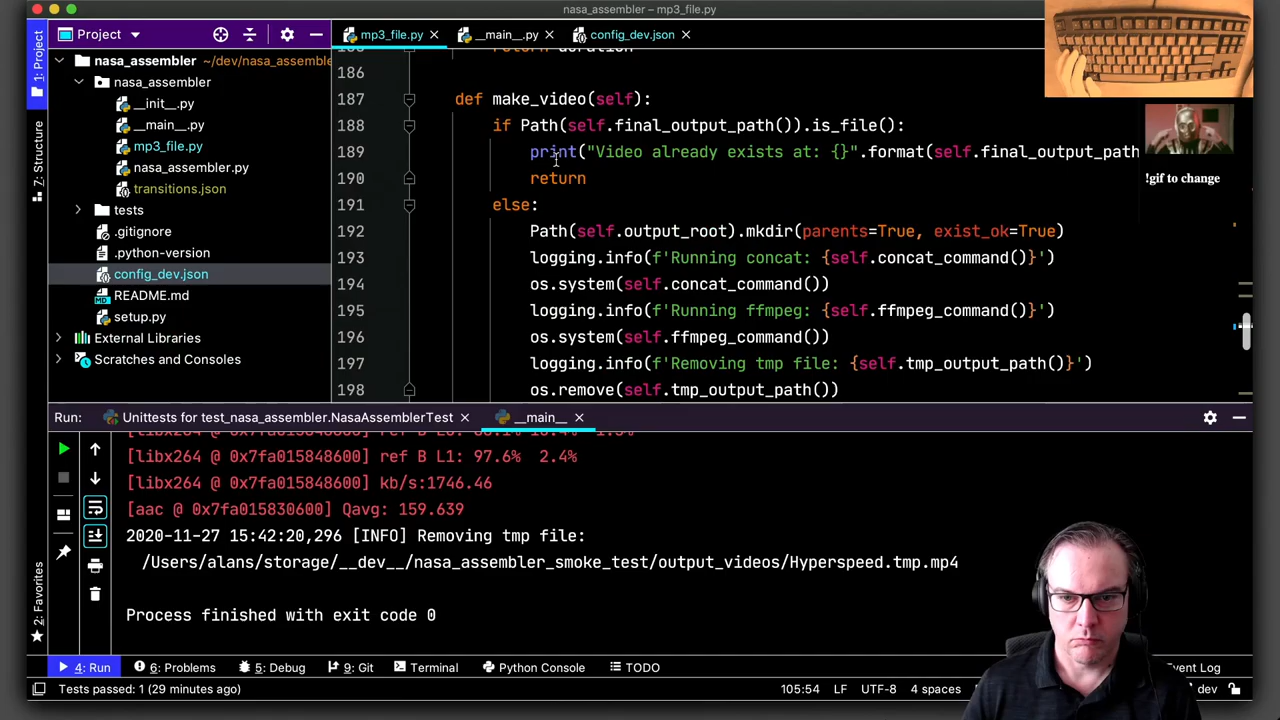 nasa_assembler – mp3_file.py
Project
mp3_file.py
__main__.py
config_dev.json
1: Project
7: Structure
2: Favorites
nasa_assembler ~/dev/nasa_assemble
nasa_assembler
__init__.py
__main__.py
mp3_file.py
nasa_assembler.py
transitions.json
tests
.gitignore
.python-version
config_dev.json
README.md
setup.py
External Libraries
Scratches and Consoles
return duration
186
187 def make_video(self):
188 if Path(self.final_output_path()).is_file():
189 print("Video already exists at: {}".format(self.final_output_path
190 return
191 else:
192 Path(self.output_root).mkdir(parents=True, exist_ok=True)
193 logging.info(f'Running concat: {self.concat_command()}')
194 os.system(self.concat_command())
195 logging.info(f'Running ffmpeg: {self.ffmpeg_command()}')
196 os.system(self.ffmpeg_command())
197 logging.info(f'Removing tmp file: {self.tmp_output_path()}')
198 os.remove(self.tmp_output_path())
!gif to change
Run: Unittests for test_nasa_assembler.NasaAssemblerTest
__main__
[libx264 @ 0x7fa015848600] ref B L1: 97.6% 2.4%
[libx264 @ 0x7fa015848600] kb/s:1746.46
[aac @ 0x7fa015830600] Qavg: 159.639
2020-11-27 15:42:20,296 [INFO] Removing tmp file:
/Users/alans/storage/__dev__/nasa_assembler_smoke_test/output_videos/Hyperspeed.tmp.mp4
Process finished with exit code 0
4: Run
6: Problems
5: Debug
9: Git
Terminal
Python Console
TODO
Event Log
Tests passed: 1 (29 minutes ago)
105:54
LF
UTF-8
4 spaces
dev